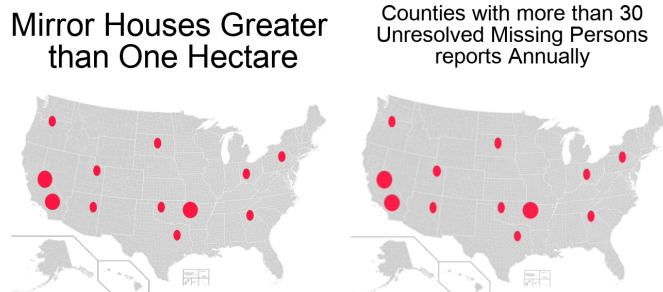 Mirror Houses Greater
than One Hectare
Counties with more than 30
Unresolved Missing Persons
reports Annually